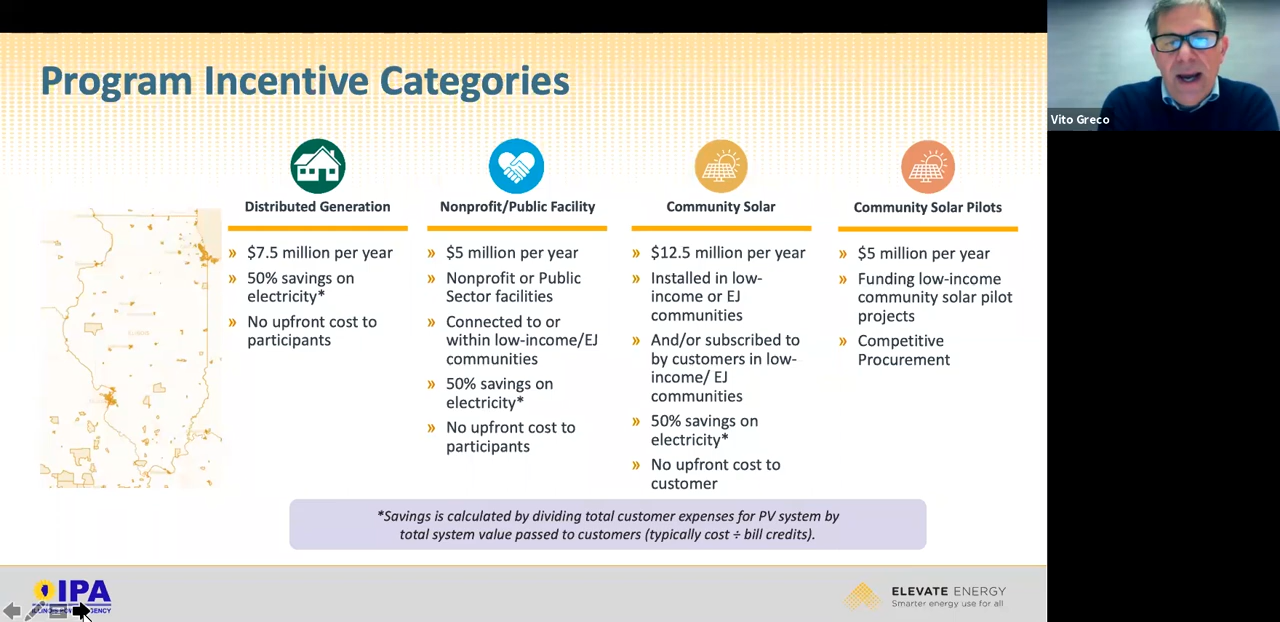 Program Incentive Categories
Vito Greco
Distributed Generation
» $7.5 million per year
» 50% savings on
electricity*
» No upfront cost to
participants
Nonprofit/Public Facility
» $5 million per year
» Nonprofit or Public
Sector facilities
» Connected to or
within low-income/EJ
communities
» 50% savings on
electricity*
» No upfront cost to
participants
Community Solar
» $12.5 million per year
» Installed in low-
income or EJ
communities
» And/or subscribed to
by customers in low-
income/ EJ
communities
» 50% savings on
electricity*
» No upfront cost to
customer
Community Solar Pilots
» $5 million per year
» Funding low-income
community solar pilot
projects
» Competitive
Procurement
*Savings is calculated by dividing total customer expenses for PV system by
total system value passed to customers (typically cost ÷ bill credits).
IPA
ELEVATE ENERGY
Smarter energy use for all